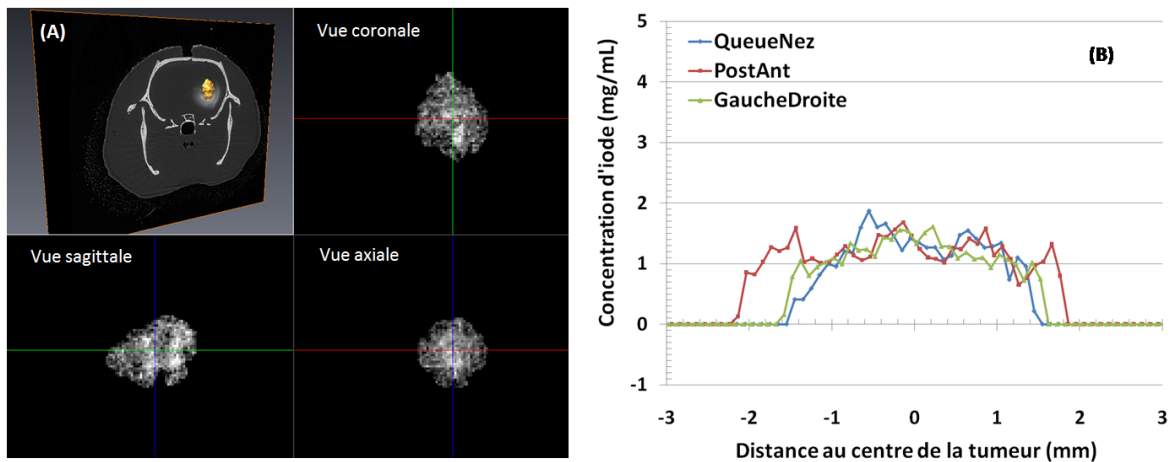 (A)
Vue coronale
Vue sagittale
Vue axiale
(B)
QueueNez
PostAnt
GaucheDroite
Concentration d'iode (mg/mL)
5
4
3
2
1
0
-1
-3
-2
-1
0
1
2
3
Distance au centre de la tumeur (mm)